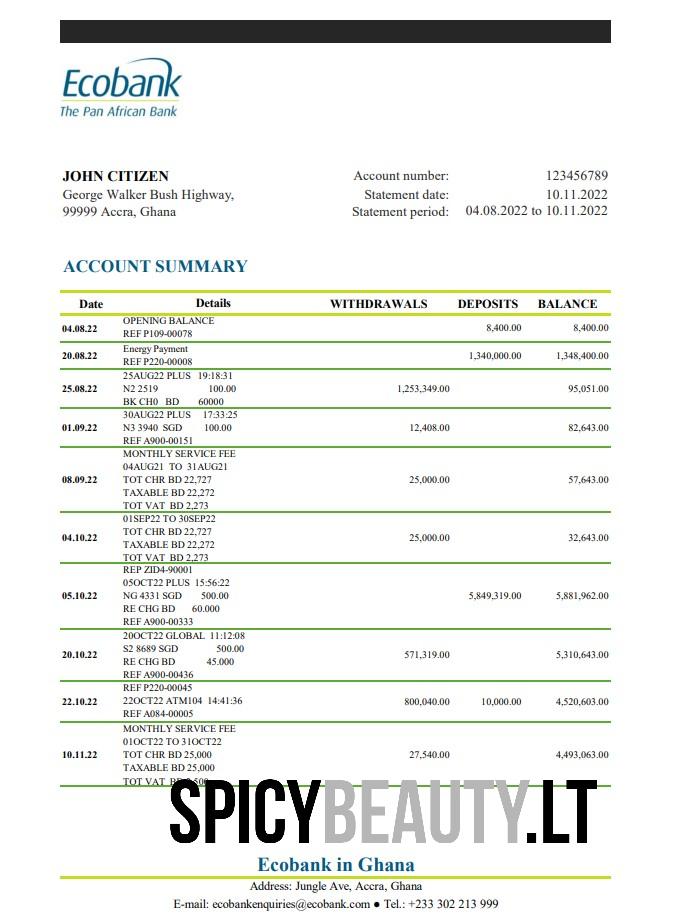 Ecobank
The Pan African Bank
JOHN CITIZEN
George Walker Bush Highway,
99999 Accra, Ghana
Account number: 123456789
Statement date: 10.11.2022
Statement period: 04.08.2022 to 10.11.2022
ACCOUNT SUMMARY
Date Details WITHDRAWALS DEPOSITS BALANCE
OPENING BALANCE
04.08.22 8,400.00 8,400.00
REF P109-00078
Energy Payment
20.08.22 1,340,000.00 1,348,400.00
REF P220-00008
25AUG22 PLUS 19:18:31
25.08.22 N2 2519 100.00 1,253,349.00 95,051.00
BK CH0 BD 60000
30AUG22 PLUS 17:33:25
01.09.22 N3 3940 SGD 100.00 12,408.00 82,643.00
REF A900-00151
MONTHLY SERVICE FEE
04AUG21 TO 31AUG21
08.09.22 TOT CHR BD 22,727 25,000.00 57,643.00
TAXABLE BD 22,272
TOT VAT BD 2,273
01SEP22 TO 30SEP22
TOT CHR BD 22,727
04.10.22 25,000.00 32,643.00
TAXABLE BD 22,272
TOT VAT BD 2,273
REP ZID4-90001
05OCT22 PLUS 15:56:22
05.10.22 NG 4331 SGD 500.00 5,849,319.00 5,881,962.00
RE CHG BD 60.000
REF A900-00333
20OCT22 GLOBAL 11:12:08
S2 8689 SGD 500.00
20.10.22 571,319.00 5,310,643.00
RE CHG BD 45.000
REF A900-00436
REF P220-00045
22.10.22 22OCT22 ATM104 14:41:36 800,040.00 10,000.00 4,520,603.00
REF A084-00005
MONTHLY SERVICE FEE
01OCT22 TO 31OCT22
10.11.22 TOT CHR BD 25,000 27,540.00 4,493,063.00
TAXABLE BD 25,000
TOT VAT BD
SPICYBEAUTY.LT
Ecobank in Ghana
Address: Jungle Ave, Accra, Ghana
E-mail: ecobankenquiries@ecobank.com ● Tel.: +233 302 213 999